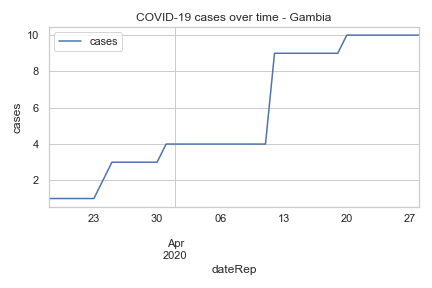 COVID-19 cases over time - Gambia
cases
10
8
6
4
2
cases
23 30 06 13 20 27
Apr
2020
dateRep